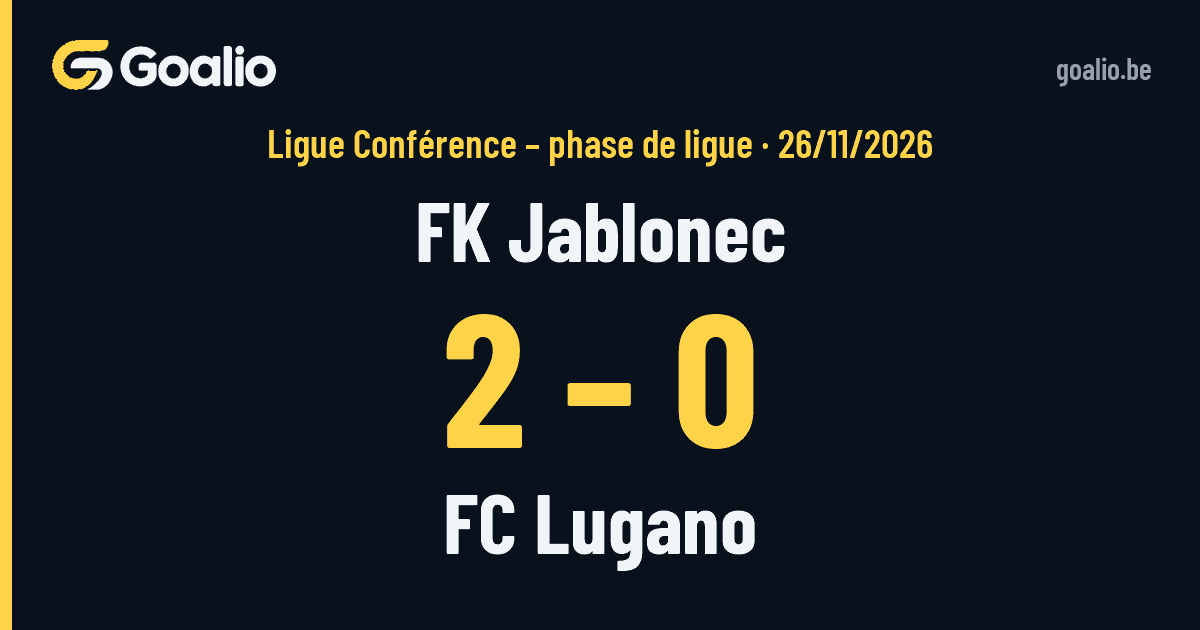 Goalio
goalio.be
Ligue Conférence – phase de ligue · 26/11/2026
FK Jablonec
2 – 0
FC Lugano